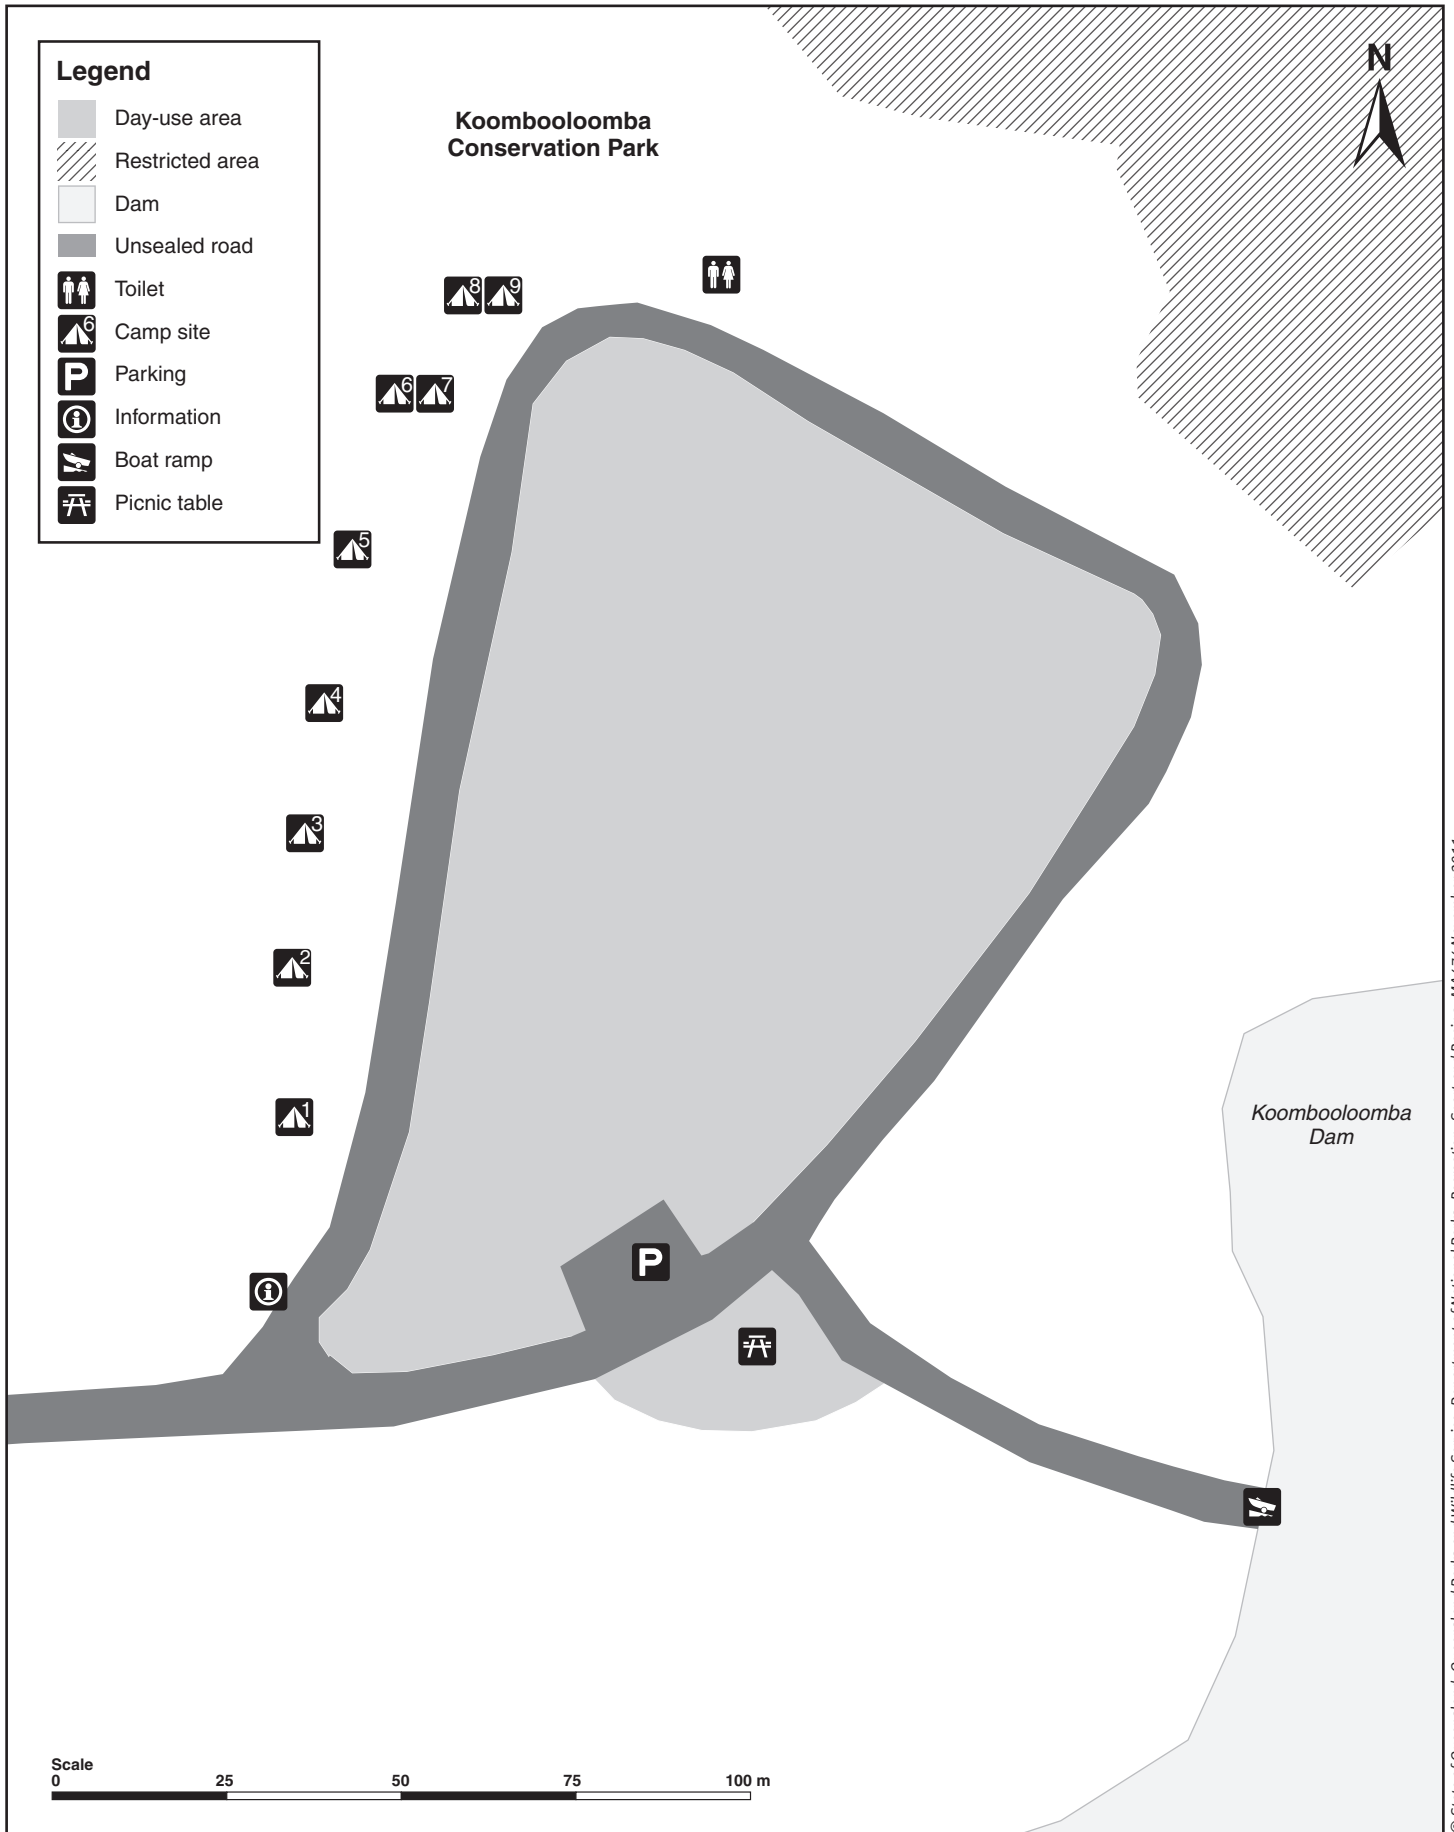 Legend
Day-use area
Restricted area
Dam
Unsealed road
Toilet
6
Camp site
P
Parking
Information
Boat ramp
Picnic table
Koombooloomba
Conservation Park
N
8 9
6 7
5
4
3
2
1
P
Koombooloomba
Dam
Scale
0 25 50 75 100 m